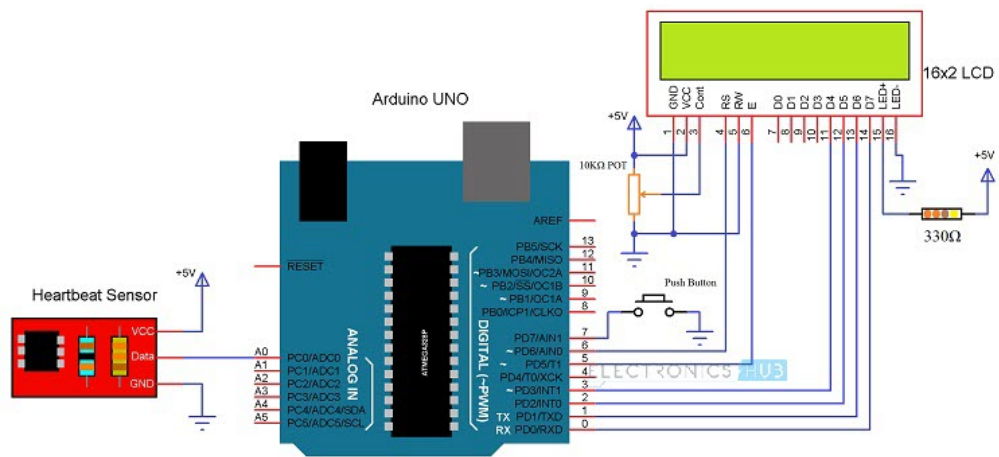 16x2 LCD
GND
VCC
Cont
RS
RW
E
D0
D1
D2
D3
D4
D5
D6
D7
LED+
LED-
1
2
3
4
5
6
7
8
9
10
11
12
13
14
15
16
+5V
10KΩ POT
+5V
330Ω
Arduino UNO
AREF
RESET
PB5/SCK 13
PB4/MISO 12
~PB3/MOSI/OC2A 11
~ PB2/SS/OC1B 10
~ PB1/OC1A 9
PB0/ICP1/CLKO 8
PD7/AIN1 7
~PD6/AIN0 6
~ PD5/T1 5
PD4/T0/XCK 4
~PD3/INT1 3
PD2/INT0 2
TX PD1/TXD 1
RX PD0/RXD 0
DIGITAL (~PWM)
ATMEGA328P
ANALOG IN
A0 PC0/ADC0
A1 PC1/ADC1
A2 PC2/ADC2
A3 PC3/ADC3
A4 PC4/ADC4/SDA
A5 PC5/ADC5/SCL
Push Button
ELECTRONICS HUB
+5V
Heartbeat Sensor
VCC
Data
GND